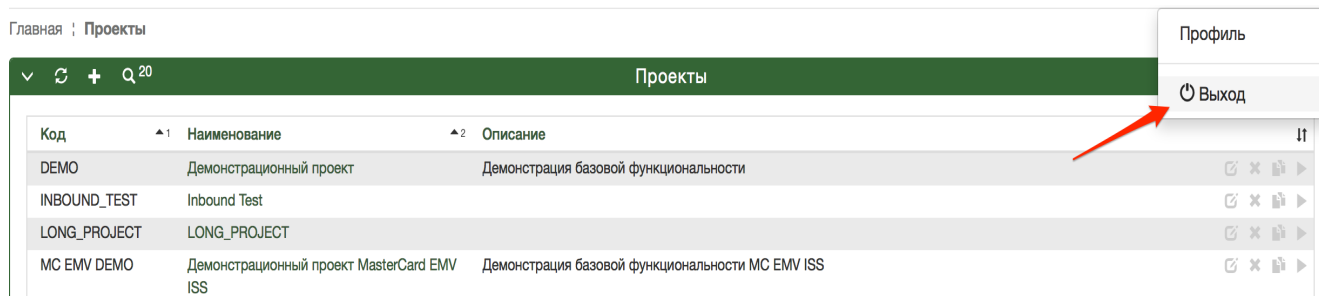 Главная ¦ Проекты
Профиль
20 Проекты
Выход
Код 1 Наименование 2 Описание
DEMO Демонстрационный проект Демонстрация базовой функциональности
INBOUND_TEST Inbound Test
LONG_PROJECT LONG_PROJECT
MC EMV DEMO Демонстрационный проект MasterCard EMV Демонстрация базовой функциональности MC EMV ISS
ISS